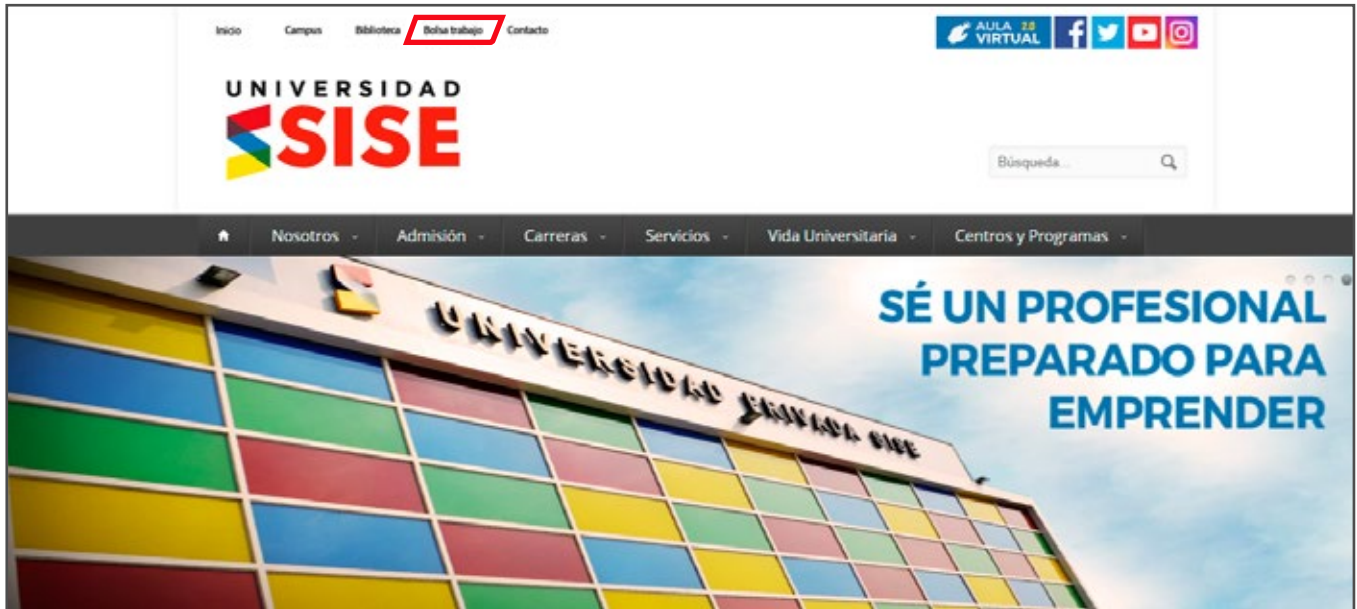 Inicio Campus Biblioteca Bolsa trabajo Contacto
AULA 2.0
VIRTUAL
UNIVERSIDAD
SISE
Búsqueda...
Nosotros Admisión Carreras Servicios Vida Universitaria Centros y Programas
SÉ UN PROFESIONAL
PREPARADO PARA
EMPRENDER
UNIVERSIDAD PRIVADA SISE